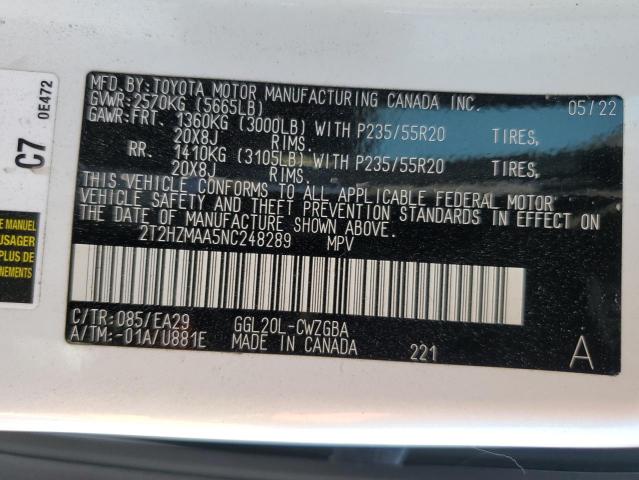 MFD.BY:TOYOTA MOTOR MANUFACTURING CANADA INC. 05/22
GVWR:2570KG (5665LB)
GAWR:FRT. 1360KG (3000LB) WITH P235/55R20 TIRES,
20X8J RIMS.
RR. 1410KG (3105LB) WITH P235/55R20 TIRES,
20X8J RIMS.
THIS VEHICLE CONFORMS TO ALL APPLICABLE FEDERAL MOTOR
VEHICLE SAFETY AND THEFT PREVENTION STANDARDS IN EFFECT ON
THE DATE OF MANUFACTURE SHOWN ABOVE.
2T2HZMAA5NC248289 MPV
C/TR:085/EA29 GGL20L-CWZGBA
A/TM:-01A/U881E MADE IN CANADA 221 A
C7
0E472
MANUEL
USAGER
PLUS DE